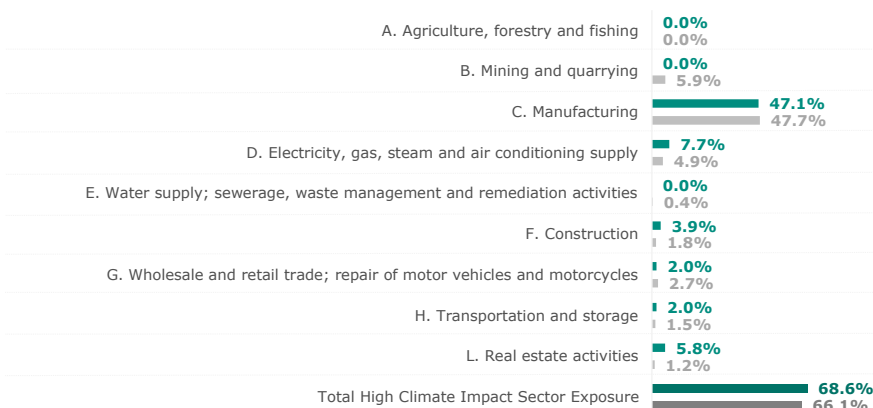 A. Agriculture, forestry and fishing
0.0%
0.0%
B. Mining and quarrying
0.0%
5.9%
C. Manufacturing
47.1%
47.7%
D. Electricity, gas, steam and air conditioning supply
7.7%
4.9%
E. Water supply; sewerage, waste management and remediation activities
0.0%
0.4%
F. Construction
3.9%
1.8%
G. Wholesale and retail trade; repair of motor vehicles and motorcycles
2.0%
2.7%
H. Transportation and storage
2.0%
1.5%
L. Real estate activities
5.8%
1.2%
Total High Climate Impact Sector Exposure
68.6%
66.1%